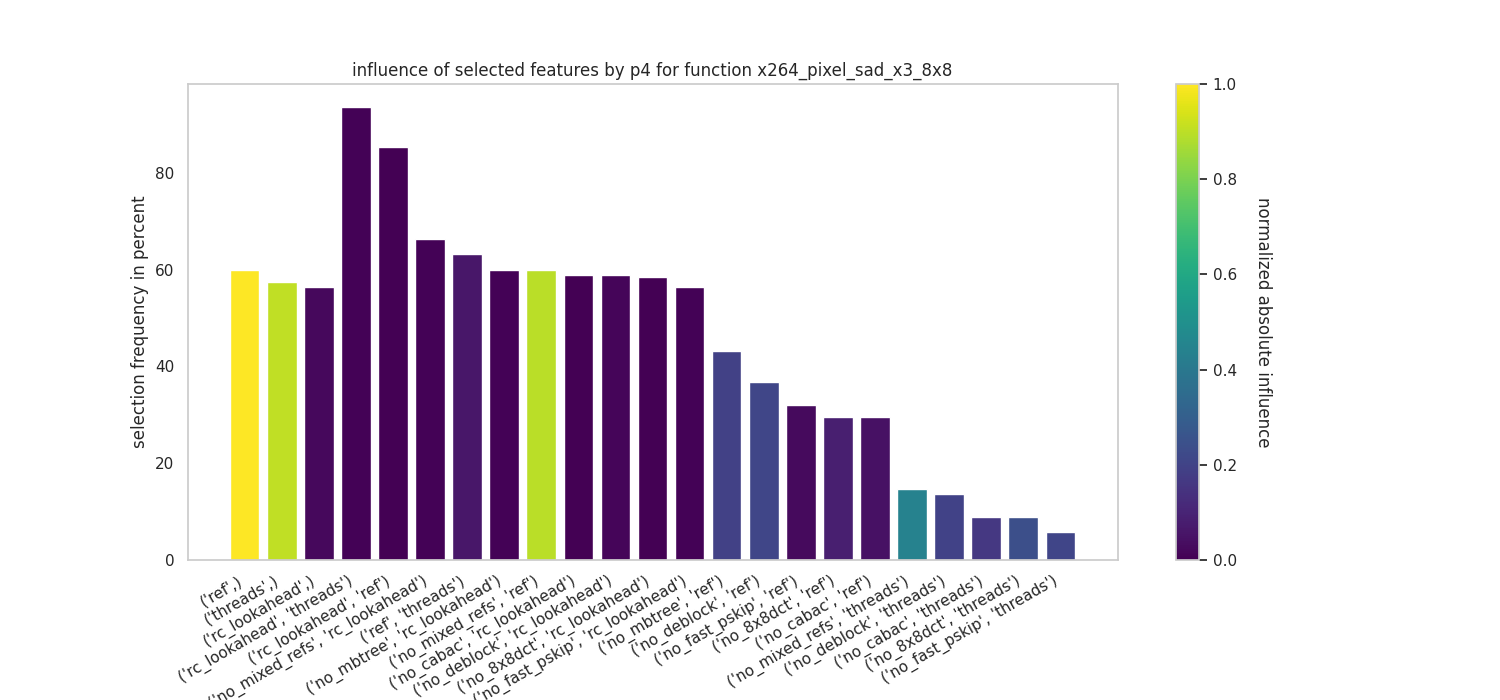 influence of selected features by p4 for function x264_pixel_sad_x3_8x8
selection frequency in percent
80
60
40
20
0
('ref',)
('threads',)
('rc_lookahead',)
('rc_lookahead', 'threads')
('rc_lookahead', 'ref')
('no_mixed_refs', 'rc_lookahead')
('ref', 'threads')
('no_mbtree', 'rc_lookahead')
('no_mixed_refs', 'ref')
('no_cabac', 'rc_lookahead')
('no_deblock', 'rc_lookahead')
('no_8x8dct', 'rc_lookahead')
('no_fast_pskip', 'rc_lookahead')
('no_mbtree', 'ref')
('no_deblock', 'ref')
('no_fast_pskip', 'ref')
('no_8x8dct', 'ref')
('no_cabac', 'ref')
('no_mixed_refs', 'threads')
('no_deblock', 'threads')
('no_cabac', 'threads')
('no_8x8dct', 'threads')
('no_fast_pskip', 'threads')
1.0
0.8
0.6
0.4
0.2
0.0
normalized absolute influence